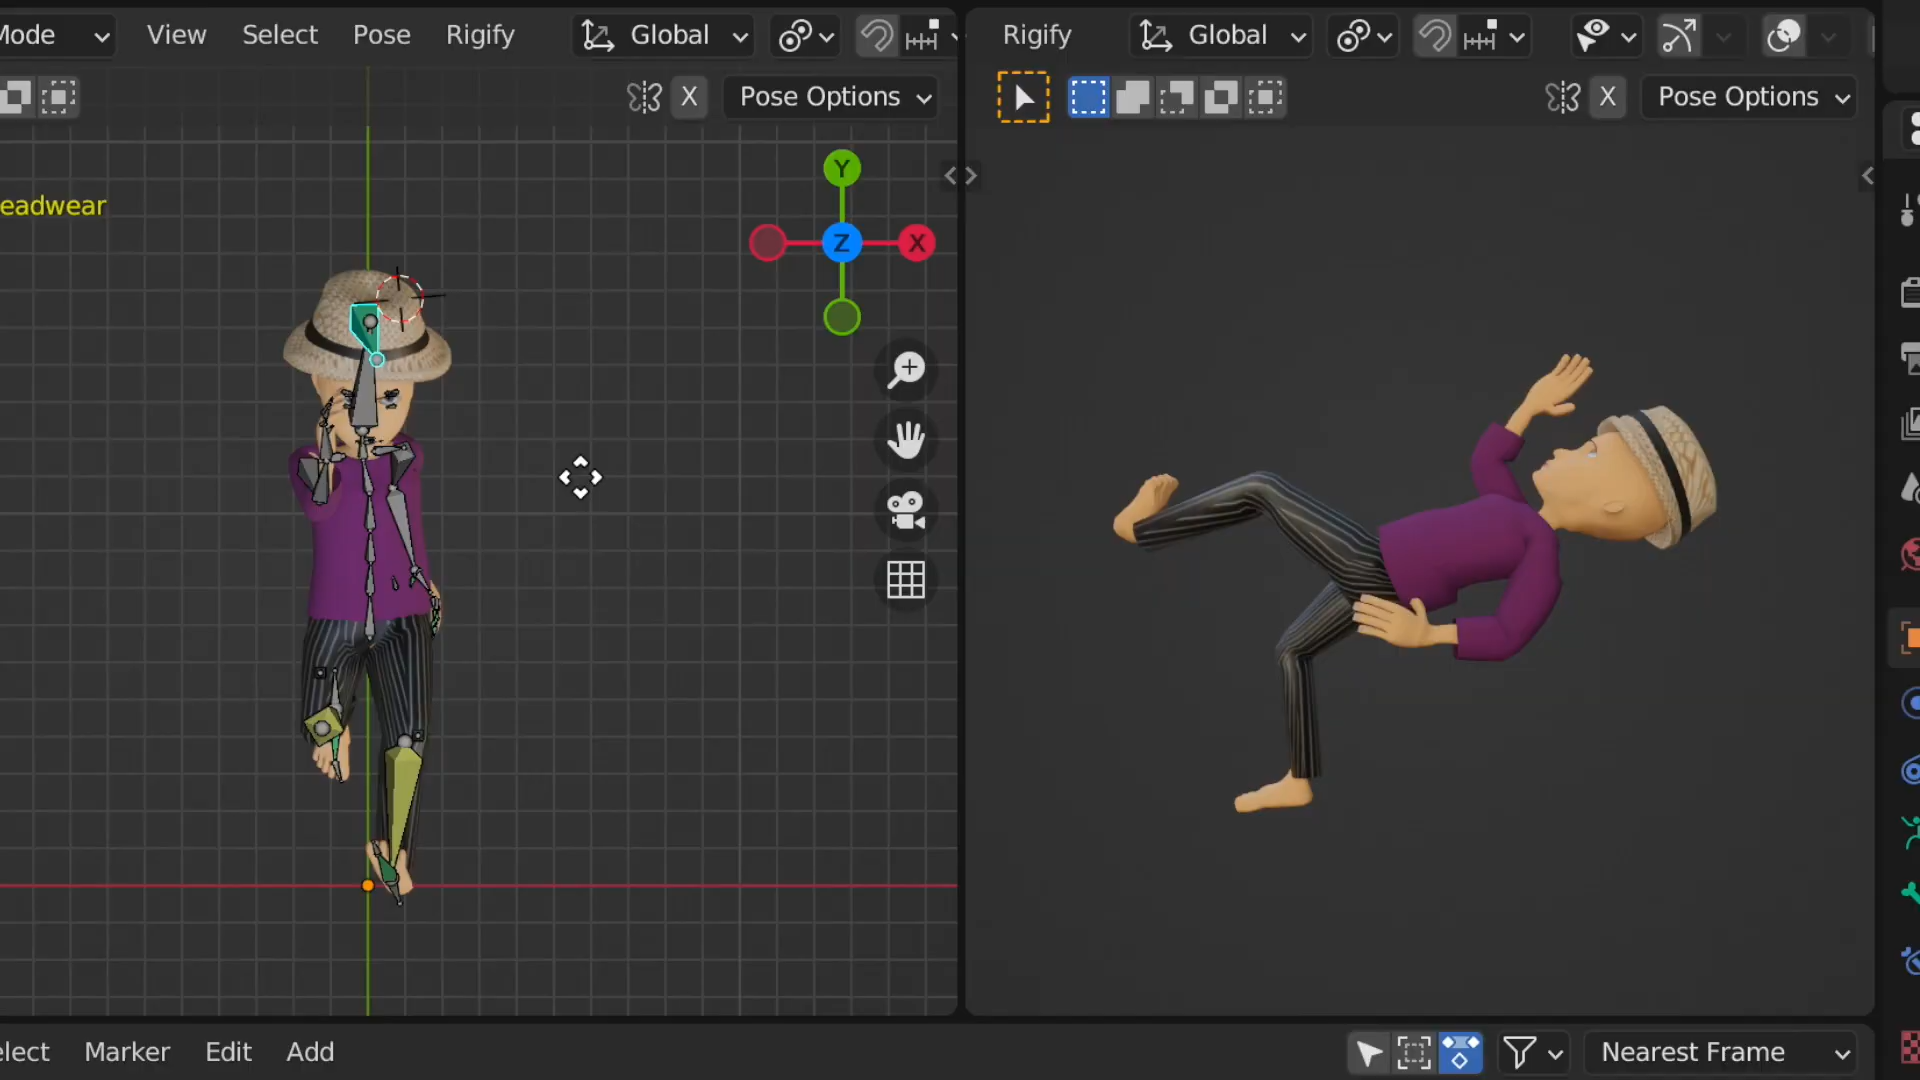 Mode View Select Pose Rigify Global
Rigify Global
X Pose Options
X Pose Options
eadwear
Y
Z X
elect Marker Edit Add Nearest Frame